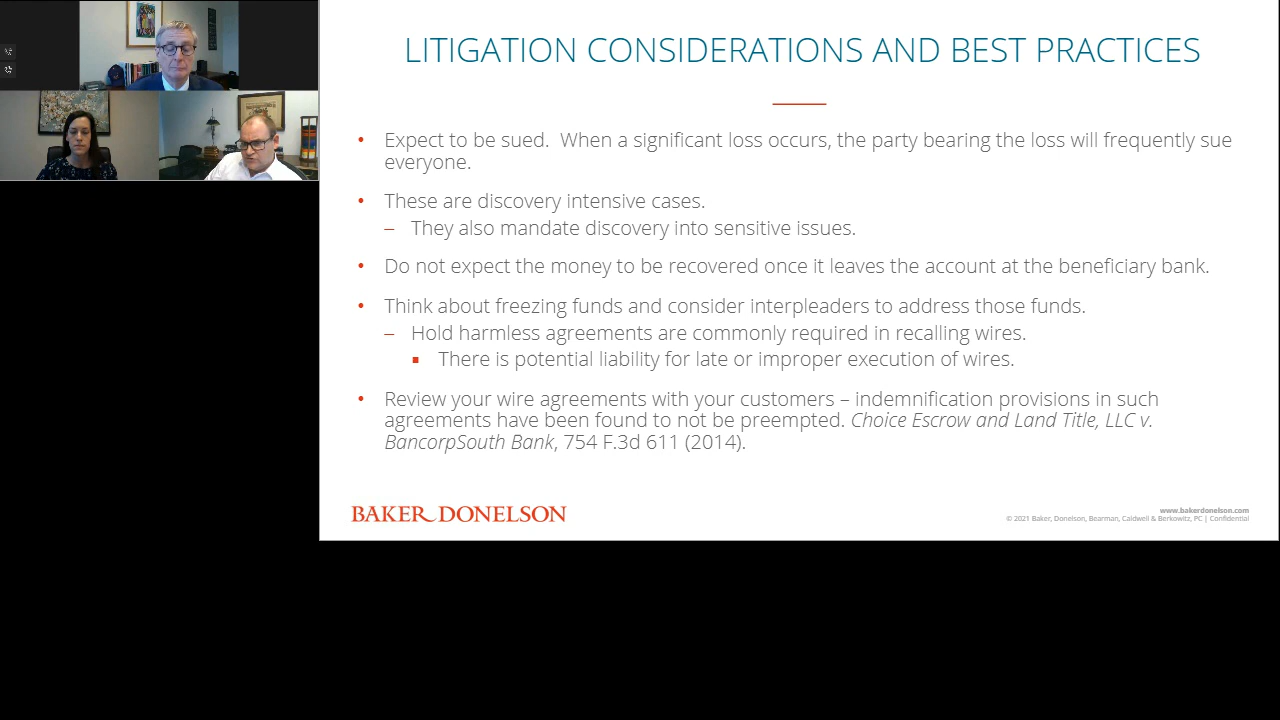 LITIGATION CONSIDERATIONS AND BEST PRACTICES
• Expect to be sued.  When a significant loss occurs, the party bearing the loss will frequently sue
everyone.
• These are discovery intensive cases.
– They also mandate discovery into sensitive issues.
• Do not expect the money to be recovered once it leaves the account at the beneficiary bank.
• Think about freezing funds and consider interpleaders to address those funds.
– Hold harmless agreements are commonly required in recalling wires.
▪ There is potential liability for late or improper execution of wires.
• Review your wire agreements with your customers – indemnification provisions in such
agreements have been found to not be preempted. Choice Escrow and Land Title, LLC v.
BancorpSouth Bank, 754 F.3d 611 (2014).
BAKER DONELSON
www.bakerdonelson.com
© 2021 Baker, Donelson, Bearman, Caldwell & Berkowitz, PC | Confidential